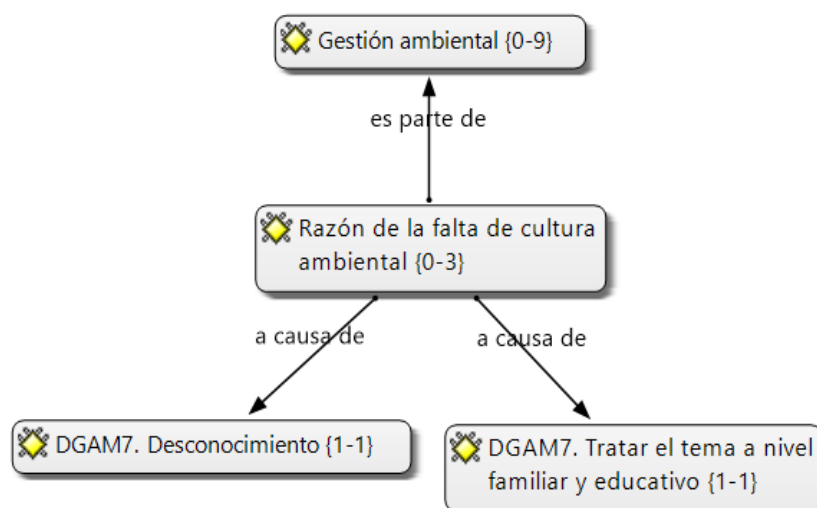 Gestión ambiental {0-9}
es parte de
Razón de la falta de cultura
ambiental {0-3}
a causa de
a causa de
DGAM7. Desconocimiento {1-1}
DGAM7. Tratar el tema a nivel
familiar y educativo {1-1}